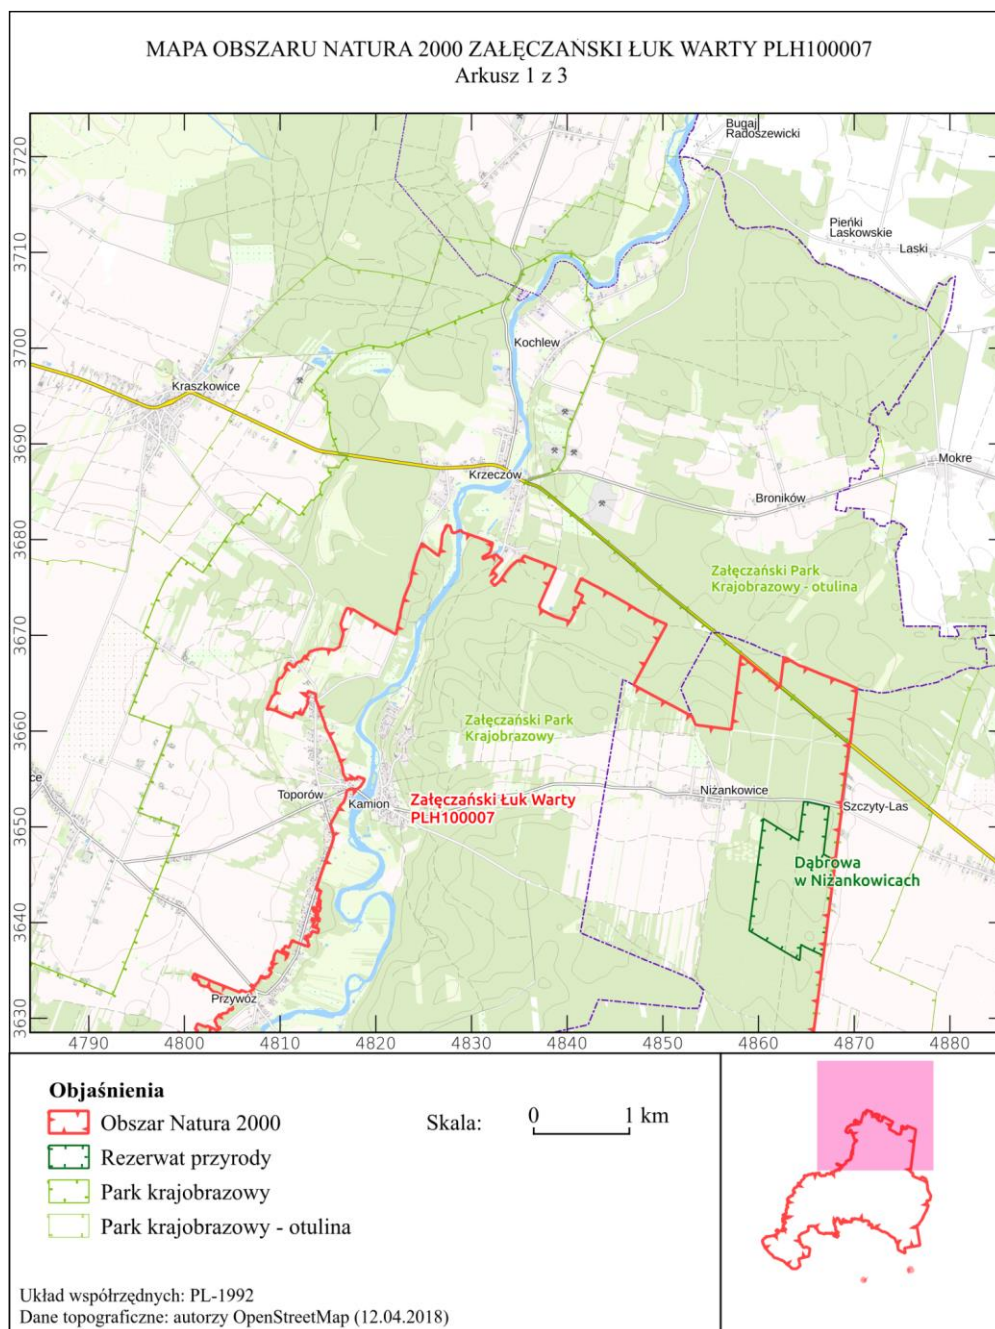 MAPA OBSZARU NATURA 2000 ZAŁĘCZAŃSKI ŁUK WARTY PLH100007
Arkusz 1 z 3
3720
3710
3700
3690
3680
3670
3660
3650
3640
3630
Bugaj
Radoszewicki
Pieńki
Laskowskie
Laski
Kochlew
Kraszkowice
Krzeczów
Mokre
Broników
Załęczański Park
Krajobrazowy - otulina
Załęczański Park
Krajobrazowy
Toporów
Kamion
Załęczański Łuk Warty
PLH100007
Niżankowice
Szczyty-Las
Dąbrowa
w Niżankowicach
ce
Przywóz
4790 4800 4810 4820 4830 4840 4850 4860 4870 4880
Objaśnienia
Obszar Natura 2000
Rezerwat przyrody
Park krajobrazowy
Park krajobrazowy - otulina
Skala: 0 1 km
Układ współrzędnych: PL-1992
Dane topograficzne: autorzy OpenStreetMap (12.04.2018)